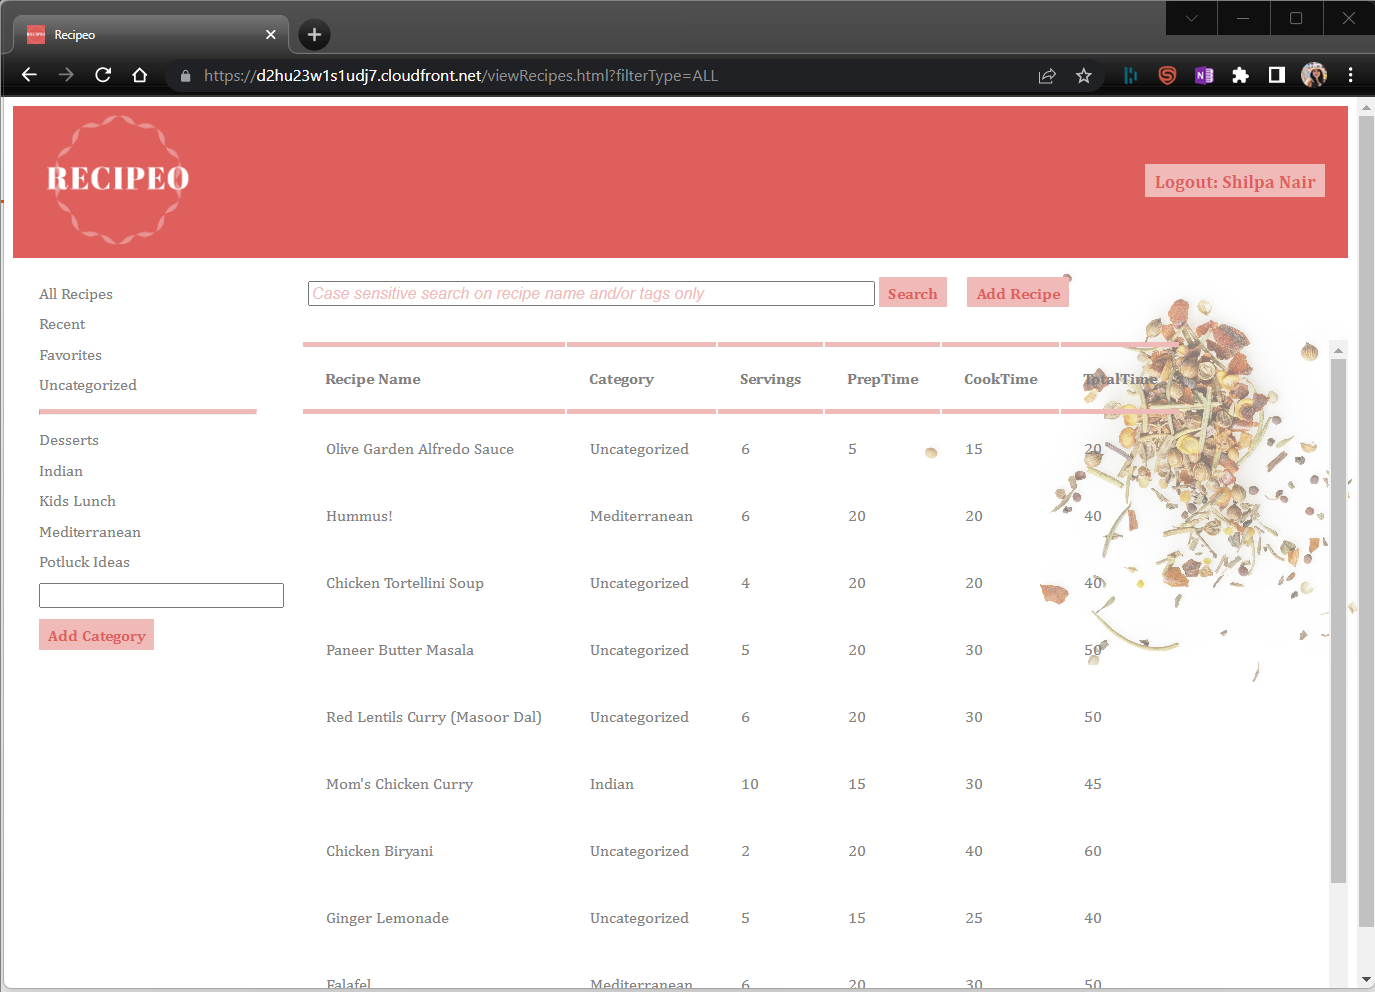 Recipeo
https://d2hu23w1s1udj7.cloudfront.net/viewRecipes.html?filterType=ALL
RECIPEO
Logout: Shilpa Nair
All Recipes
Recent
Favorites
Uncategorized
Desserts
Indian
Kids Lunch
Mediterranean
Potluck Ideas
Add Category
Case sensitive search on recipe name and/or tags only Search Add Recipe
Recipe Name Category Servings PrepTime CookTime TotalTime
Olive Garden Alfredo Sauce Uncategorized 6 5 15 20
Hummus! Mediterranean 6 20 20 40
Chicken Tortellini Soup Uncategorized 4 20 20 40
Paneer Butter Masala Uncategorized 5 20 30 50
Red Lentils Curry (Masoor Dal) Uncategorized 6 20 30 50
Mom's Chicken Curry Indian 10 15 30 45
Chicken Biryani Uncategorized 2 20 40 60
Ginger Lemonade Uncategorized 5 15 25 40
Falafel Mediterranean 6 20 30 50